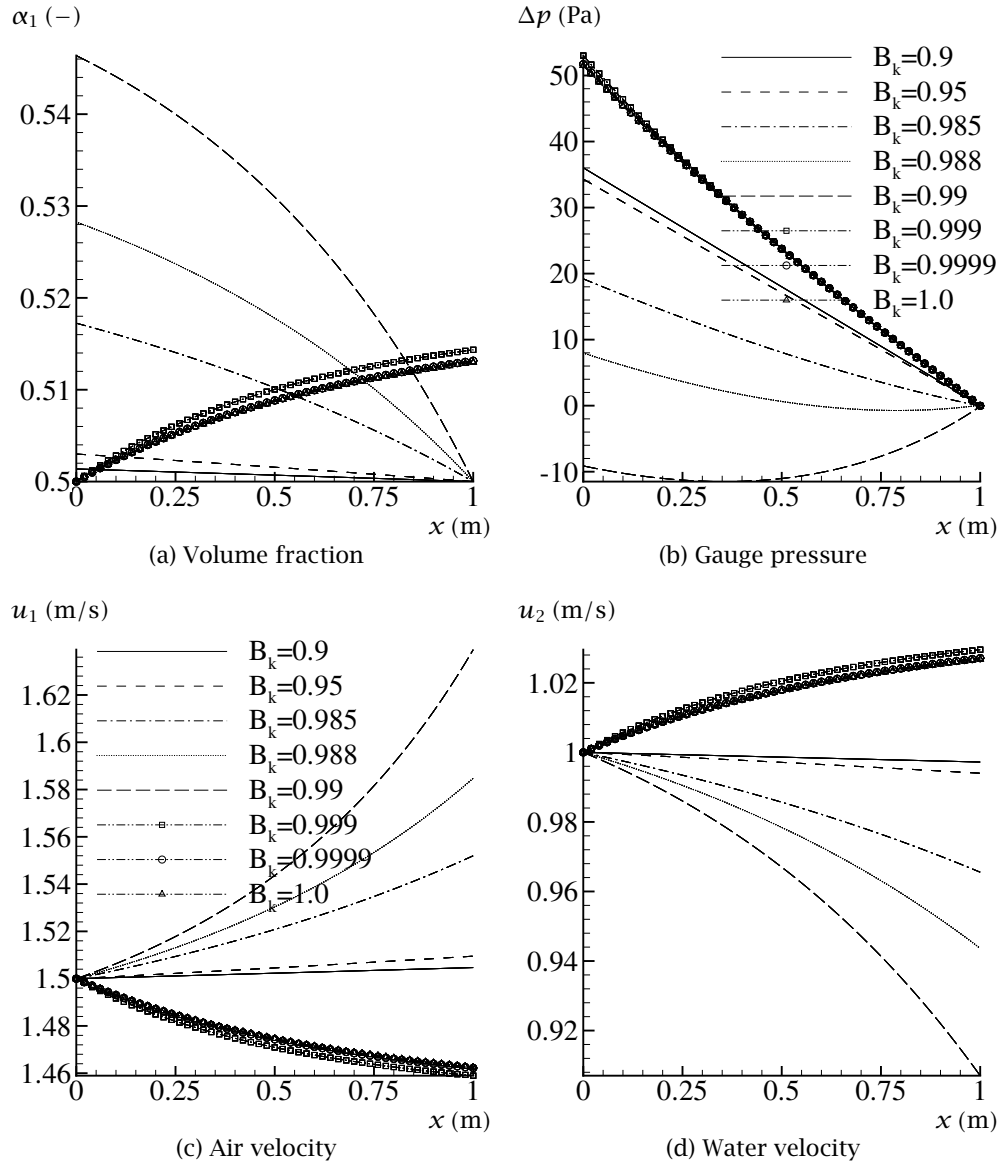 α₁ (−)
0.54
0.53
0.52
0.51
0.5
0 0.25 0.5 0.75 1
x (m)
(a) Volume fraction
Δp (Pa)
50
40
30
20
10
0
-10
0 0.25 0.5 0.75 1
x (m)
B_k=0.9
B_k=0.95
B_k=0.985
B_k=0.988
B_k=0.99
B_k=0.999
B_k=0.9999
B_k=1.0
(b) Gauge pressure
u₁ (m/s)
1.62
1.6
1.58
1.56
1.54
1.52
1.5
1.48
1.46
0 0.25 0.5 0.75 1
x (m)
B_k=0.9
B_k=0.95
B_k=0.985
B_k=0.988
B_k=0.99
B_k=0.999
B_k=0.9999
B_k=1.0
(c) Air velocity
u₂ (m/s)
1.02
1
0.98
0.96
0.94
0.92
0 0.25 0.5 0.75 1
x (m)
(d) Water velocity